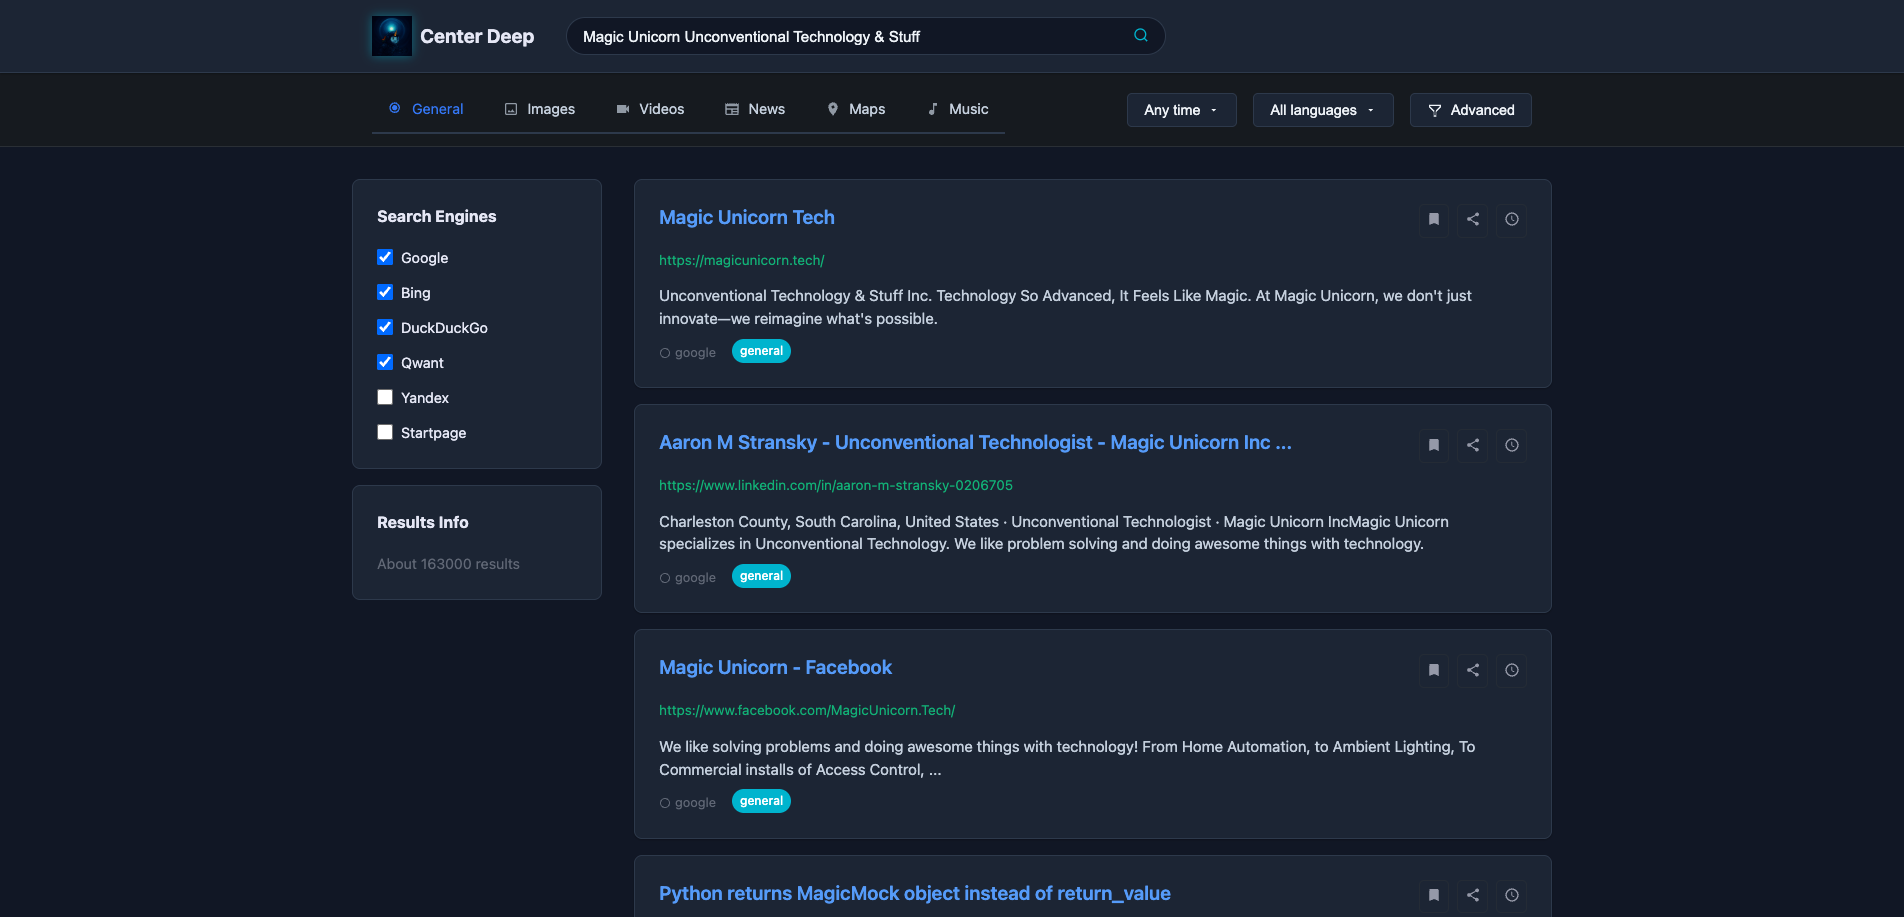 Center Deep
Magic Unicorn Unconventional Technology & Stuff
General
Images
Videos
News
Maps
Music
Any time
All languages
Advanced
Search Engines
Google
Bing
DuckDuckGo
Qwant
Yandex
Startpage
Results Info
About 163000 results
Magic Unicorn Tech
https://magicunicorn.tech/
Unconventional Technology & Stuff Inc. Technology So Advanced, It Feels Like Magic. At Magic Unicorn, we don't just
innovate—we reimagine what's possible.
google
general
Aaron M Stransky - Unconventional Technologist - Magic Unicorn Inc ...
https://www.linkedin.com/in/aaron-m-stransky-0206705
Charleston County, South Carolina, United States · Unconventional Technologist · Magic Unicorn IncMagic Unicorn
specializes in Unconventional Technology. We like problem solving and doing awesome things with technology.
google
general
Magic Unicorn - Facebook
https://www.facebook.com/MagicUnicorn.Tech/
We like solving problems and doing awesome things with technology! From Home Automation, to Ambient Lighting, To
Commercial installs of Access Control, ...
google
general
Python returns MagicMock object instead of return_value